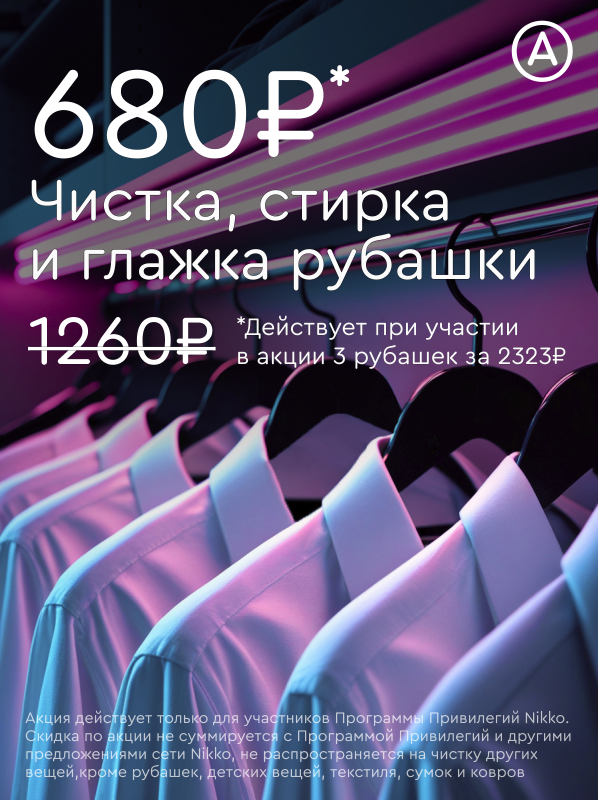 A
680₽*
Чистка, стирка
и глажка рубашки
1260₽
*Действует при участии
в акции 3 рубашек за 2323₽
Акция действует только для участников Программы Привилегий Nikko.
Скидка по акции не суммируется с Программой Привилегий и другими
предложениями сети Nikko, не распространяется на чистку других
вещей,кроме рубашек, детских вещей, текстиля, сумок и ковров